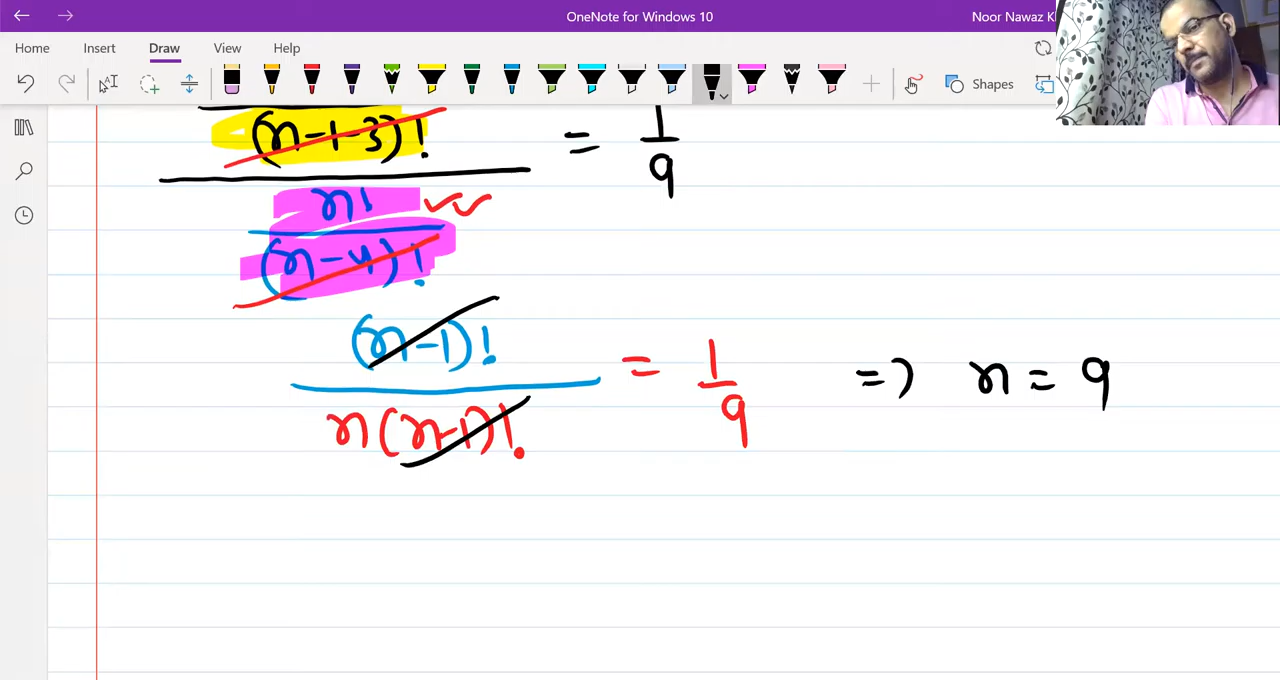 OneNote for Windows 10
Noor Nawaz K
Home Insert Draw View Help
Shapes
(n-1-3)! = 1/9
n!
(n-4)!
(n-1)! = 1/9 => n = 9
n(n-1)!